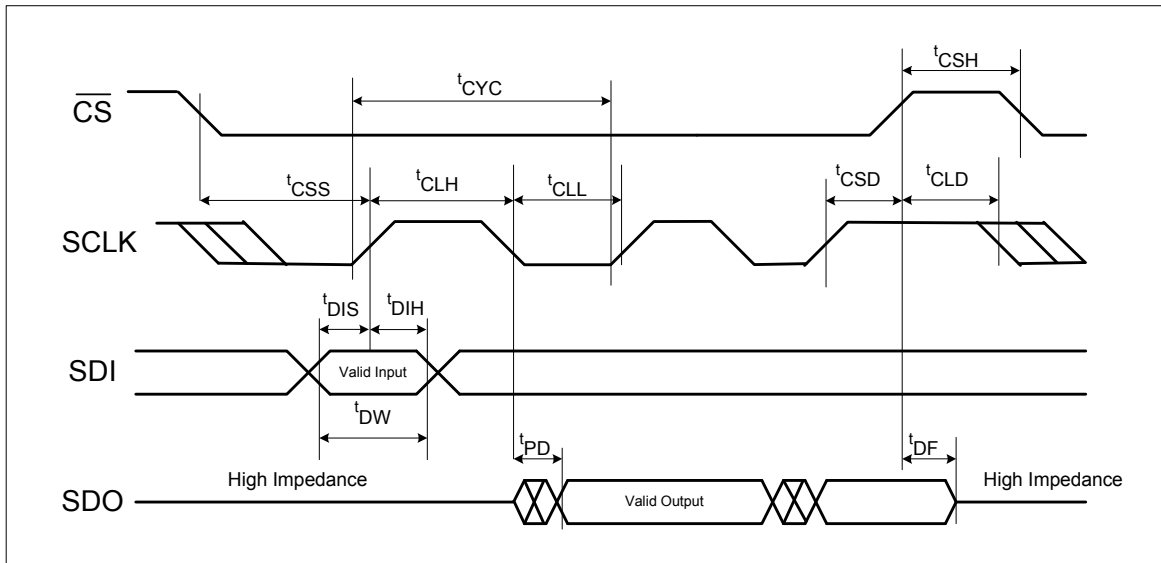 tCSH
tCYC
CS
tCSS
tCLH
tCLL
tCSD
tCLD
SCLK
tDIS
tDIH
SDI
Valid Input
tDW
tPD
tDF
High Impedance
High Impedance
SDO
Valid Output